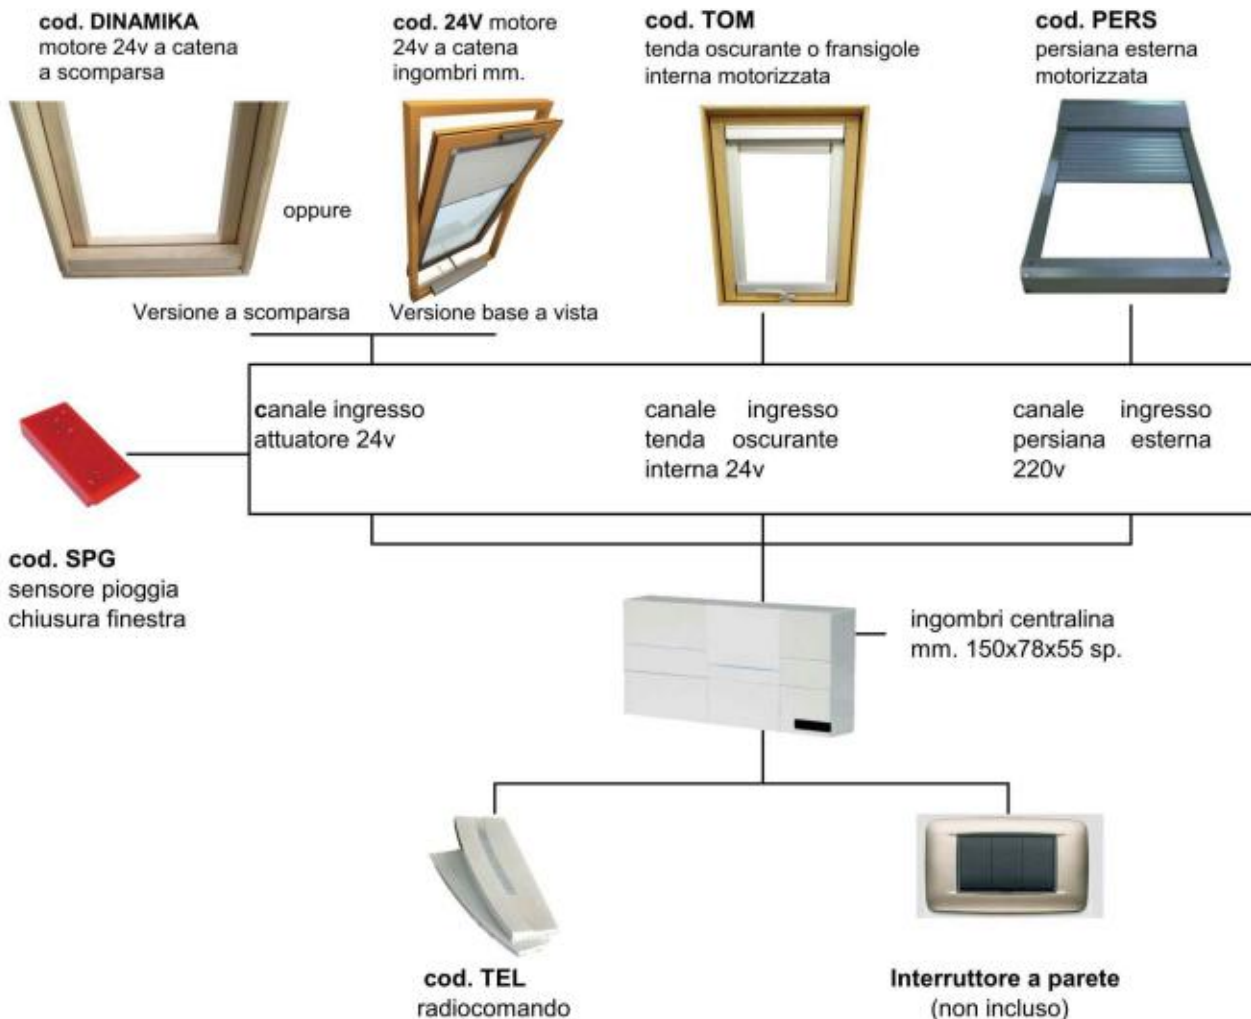 cod. DINAMIKA
motore 24v a catena
a scomparsa
cod. 24V motore
24v a catena
ingombri mm.
cod. TOM
tenda oscurante o fransigole
interna motorizzata
cod. PERS
persiana esterna
motorizzata
oppure
Versione a scomparsa
Versione base a vista
canale ingresso
attuatore 24v
canale ingresso
tenda oscurante
interna 24v
canale ingresso
persiana esterna
220v
cod. SPG
sensore pioggia
chiusura finestra
ingombri centralina
mm. 150x78x55 sp.
cod. TEL
radiocomando
Interruttore a parete
(non incluso)